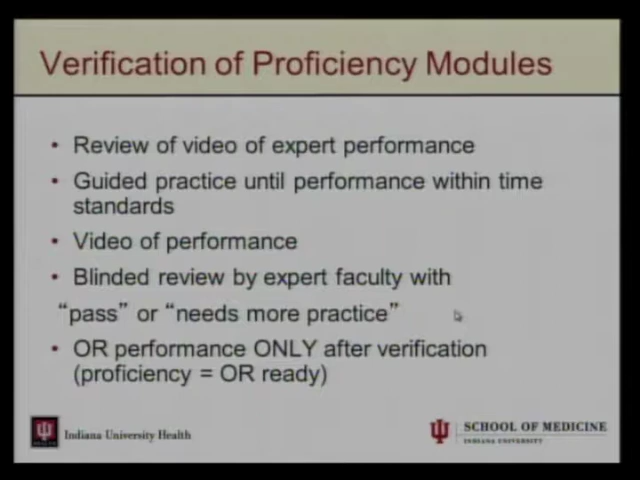 Verification of Proficiency Modules
• Review of video of expert performance
• Guided practice until performance within time
standards
• Video of performance
• Blinded review by expert faculty with
“pass” or “needs more practice”
• OR performance ONLY after verification
(proficiency = OR ready)
Indiana University Health
SCHOOL OF MEDICINE
INDIANA UNIVERSITY